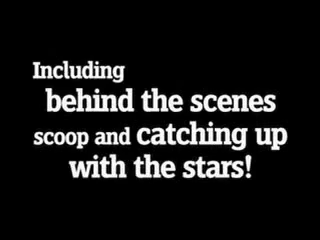 Including
behind the scenes
scoop and catching up
with the stars!